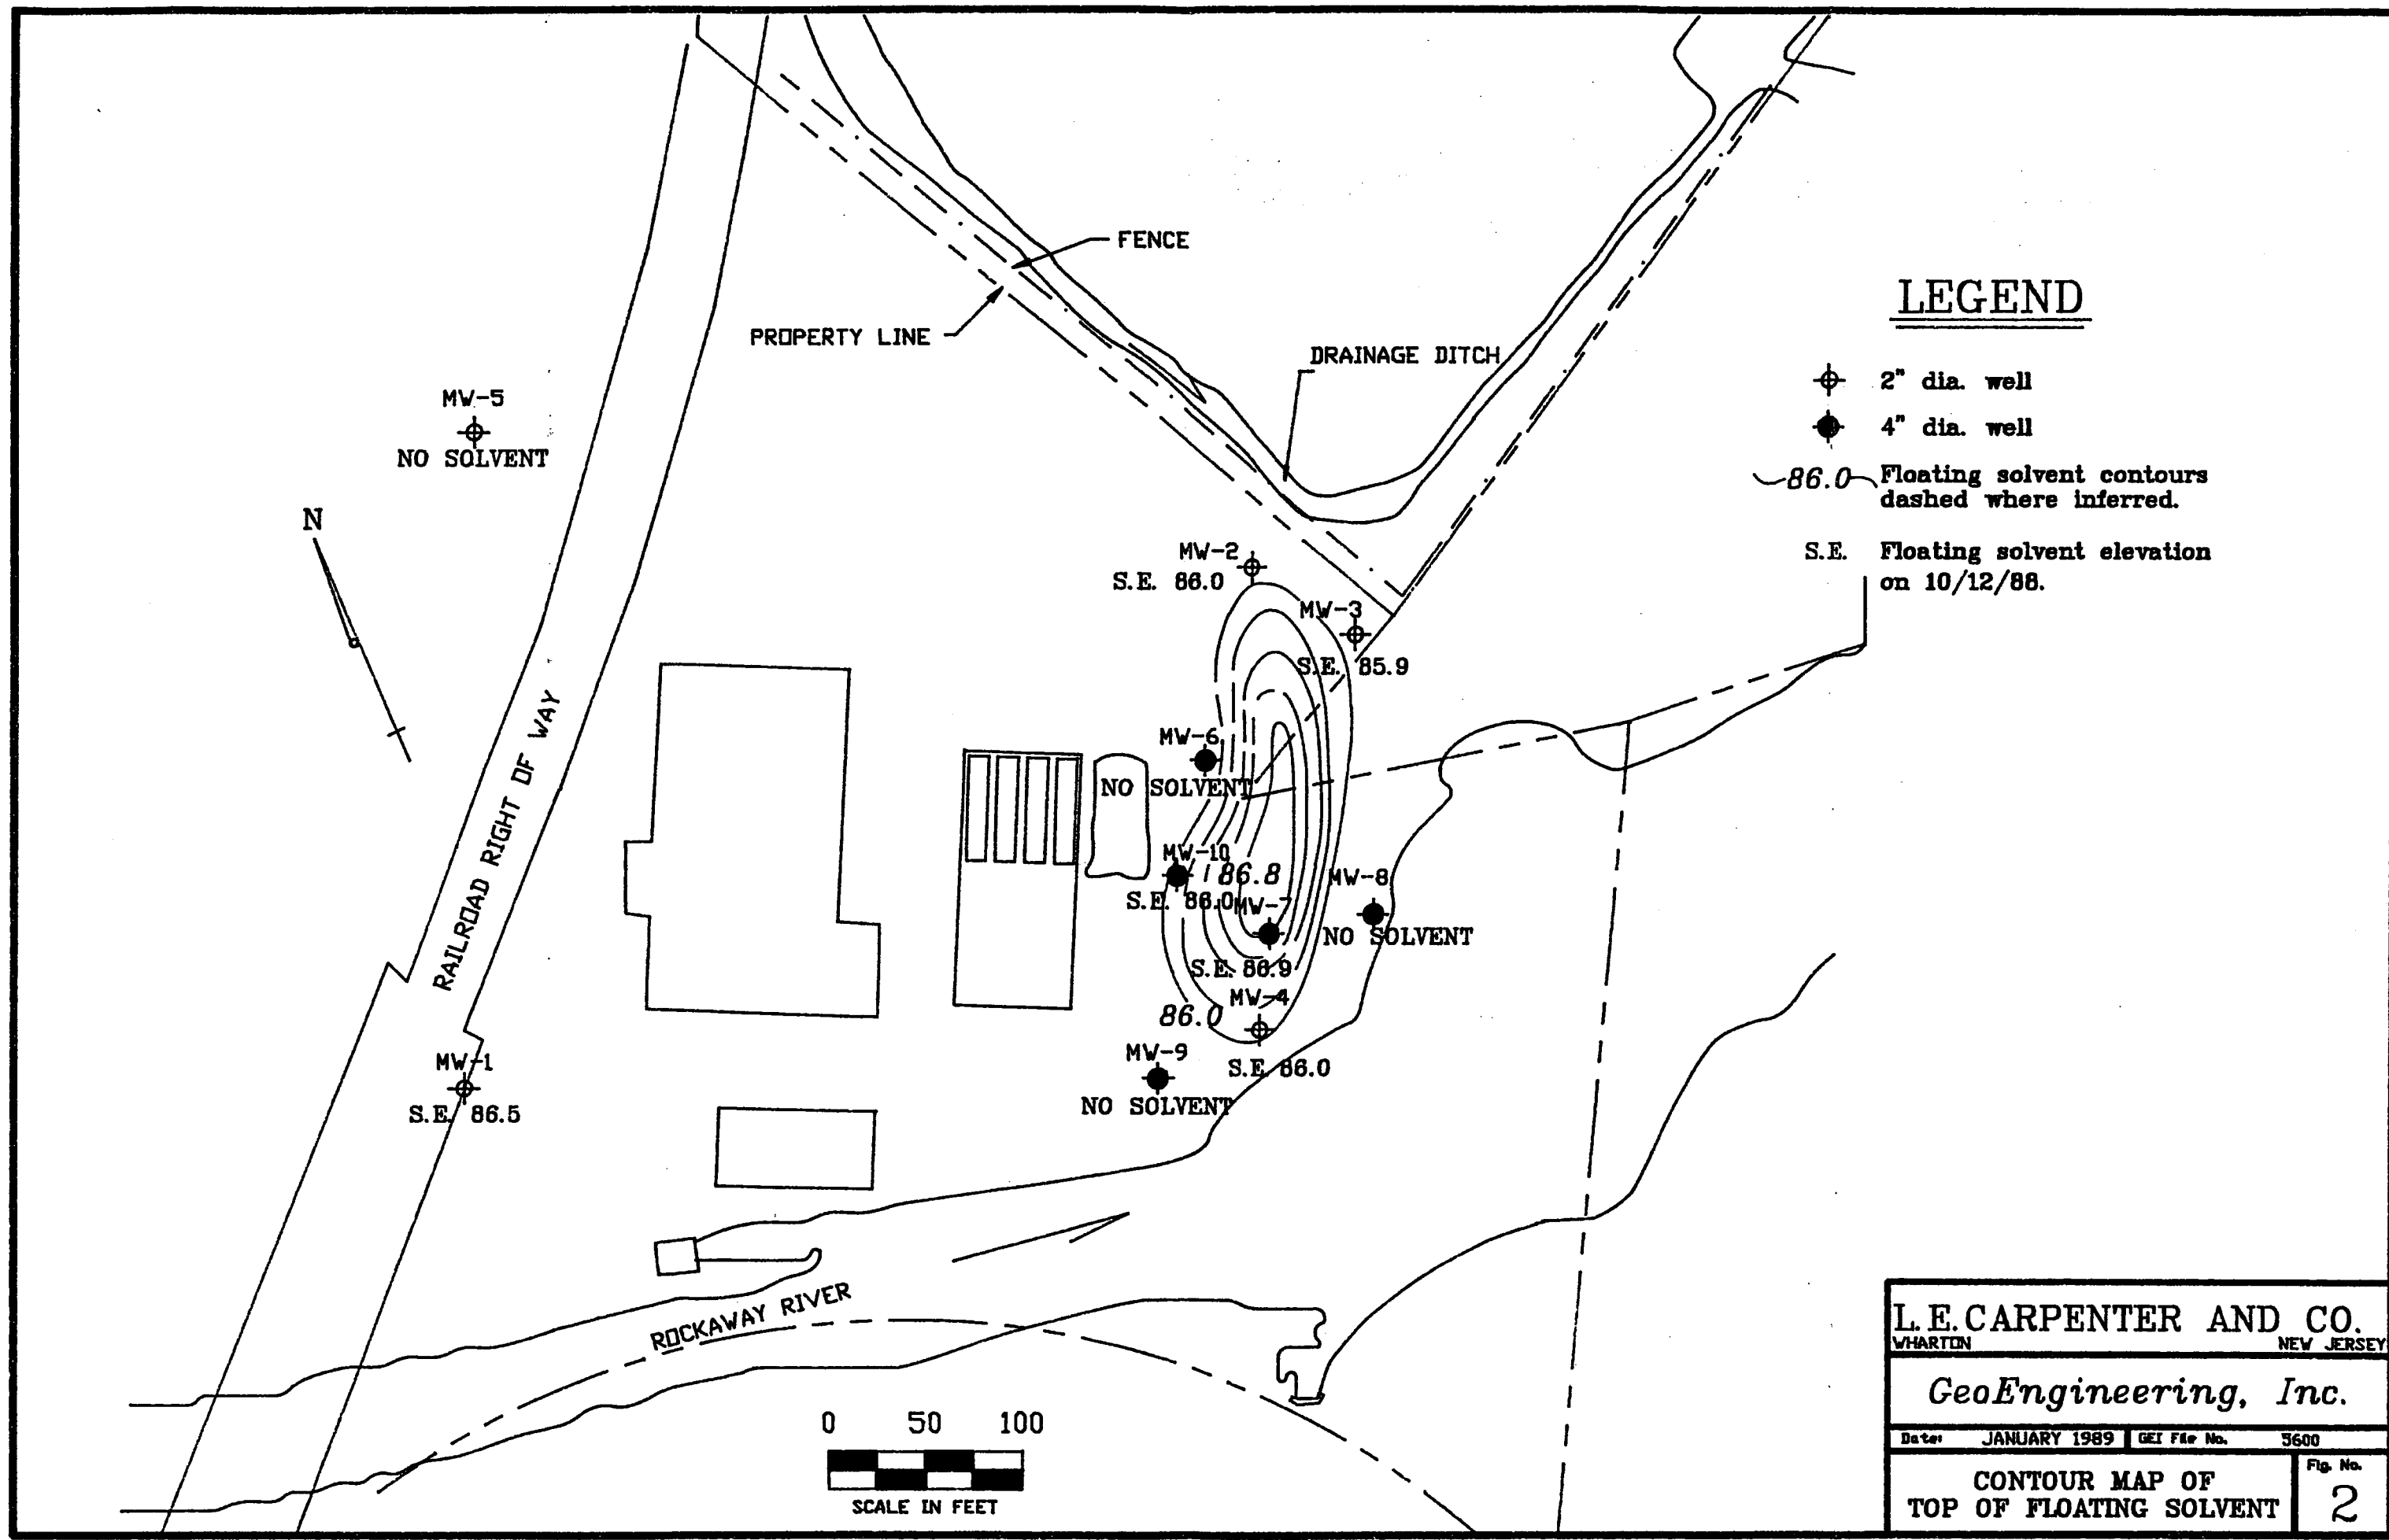 FENCE
PROPERTY LINE
DRAINAGE DITCH
LEGEND
2" dia. well
4" dia. well
86.0 Floating solvent contours
dashed where inferred.
S.E. Floating solvent elevation
on 10/12/88.
MW-5
NO SOLVENT
N
MW-2
S.E. 86.0
MW-3
S.E. 85.9
RAILROAD RIGHT OF WAY
MW-6
NO SOLVENT
MW-10
86.8
S.E. 86.0
MW-7
S.E. 86.9
MW-8
NO SOLVENT
MW-4
86.0
S.E. 86.0
MW-9
NO SOLVENT
MW-1
S.E. 86.5
ROCKAWAY RIVER
0 50 100
SCALE IN FEET
L.E. CARPENTER AND CO.
WHARTON NEW JERSEY
GeoEngineering, Inc.
Date: JANUARY 1989 GEI File No. 5600
CONTOUR MAP OF
TOP OF FLOATING SOLVENT
Fig. No.
2